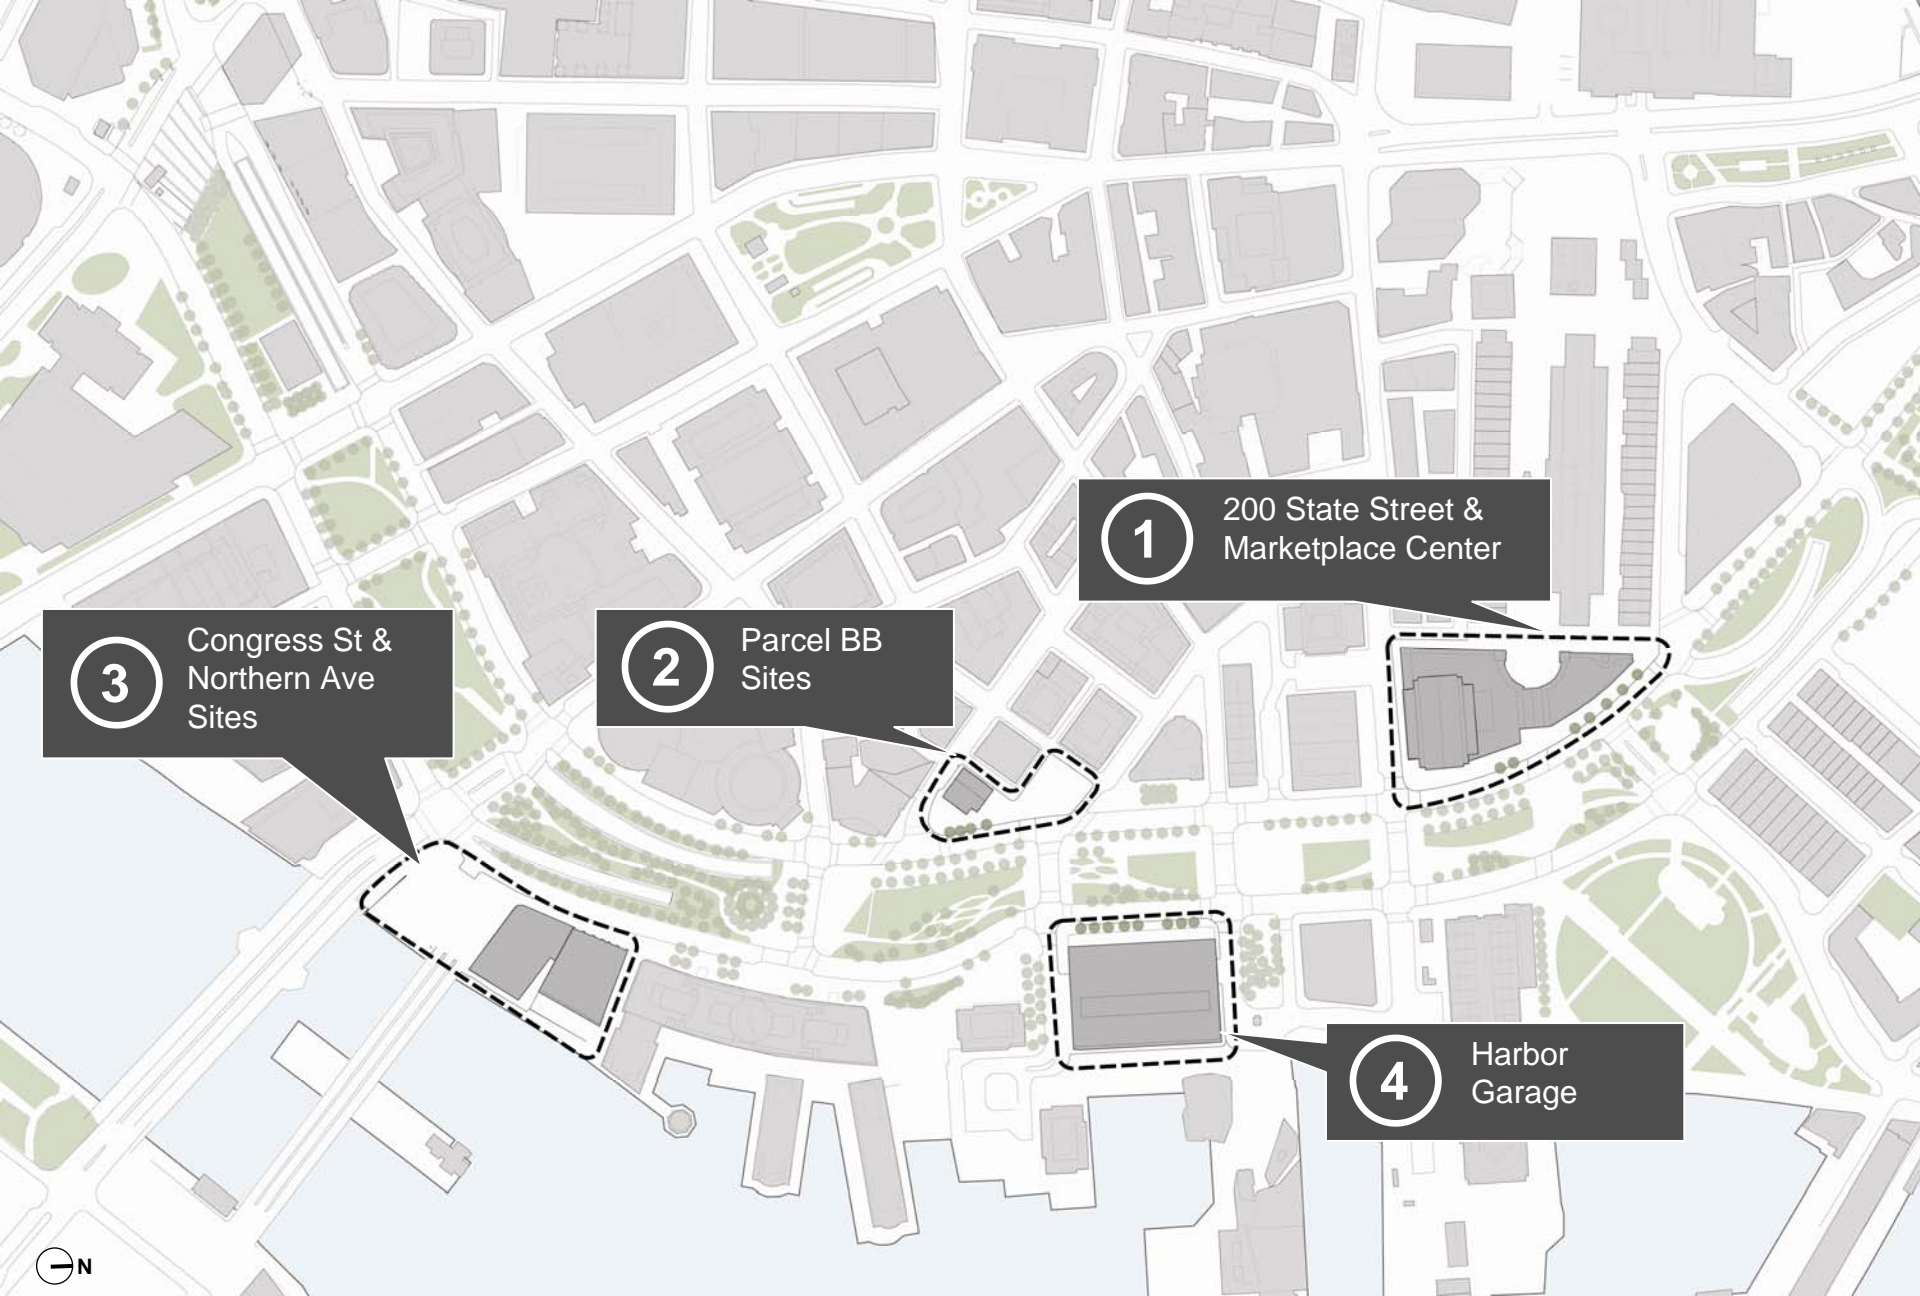 1
200 State Street &
Marketplace Center
3
Congress St &
Northern Ave
Sites
2
Parcel BB
Sites
4
Harbor
Garage
N